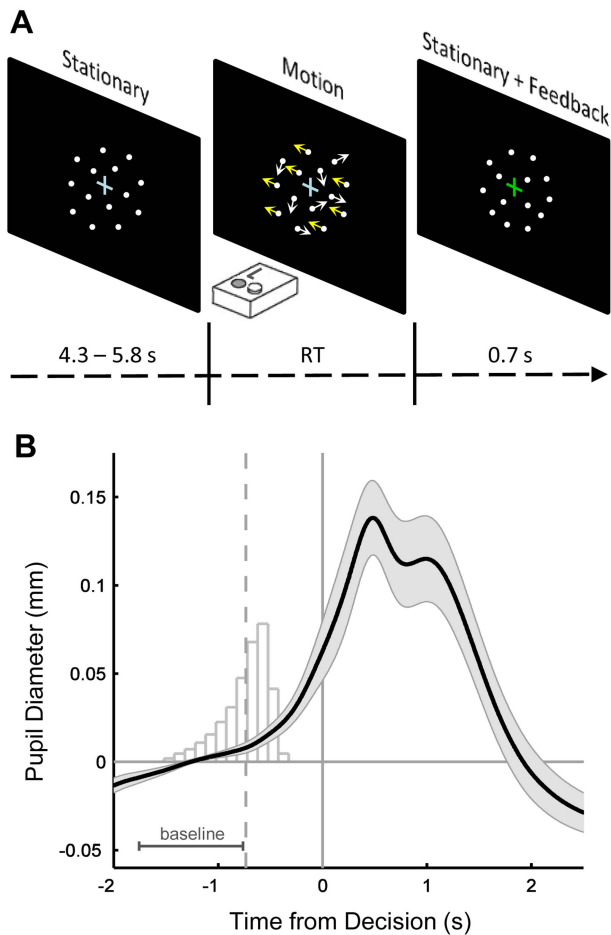 A
Stationary
Motion
Stationary + Feedback
L
4.3 – 5.8 s
RT
0.7 s
B
0.15
0.1
0.05
0
-0.05
baseline
-2
-1
0
1
2
Pupil Diameter (mm)
Time from Decision (s)